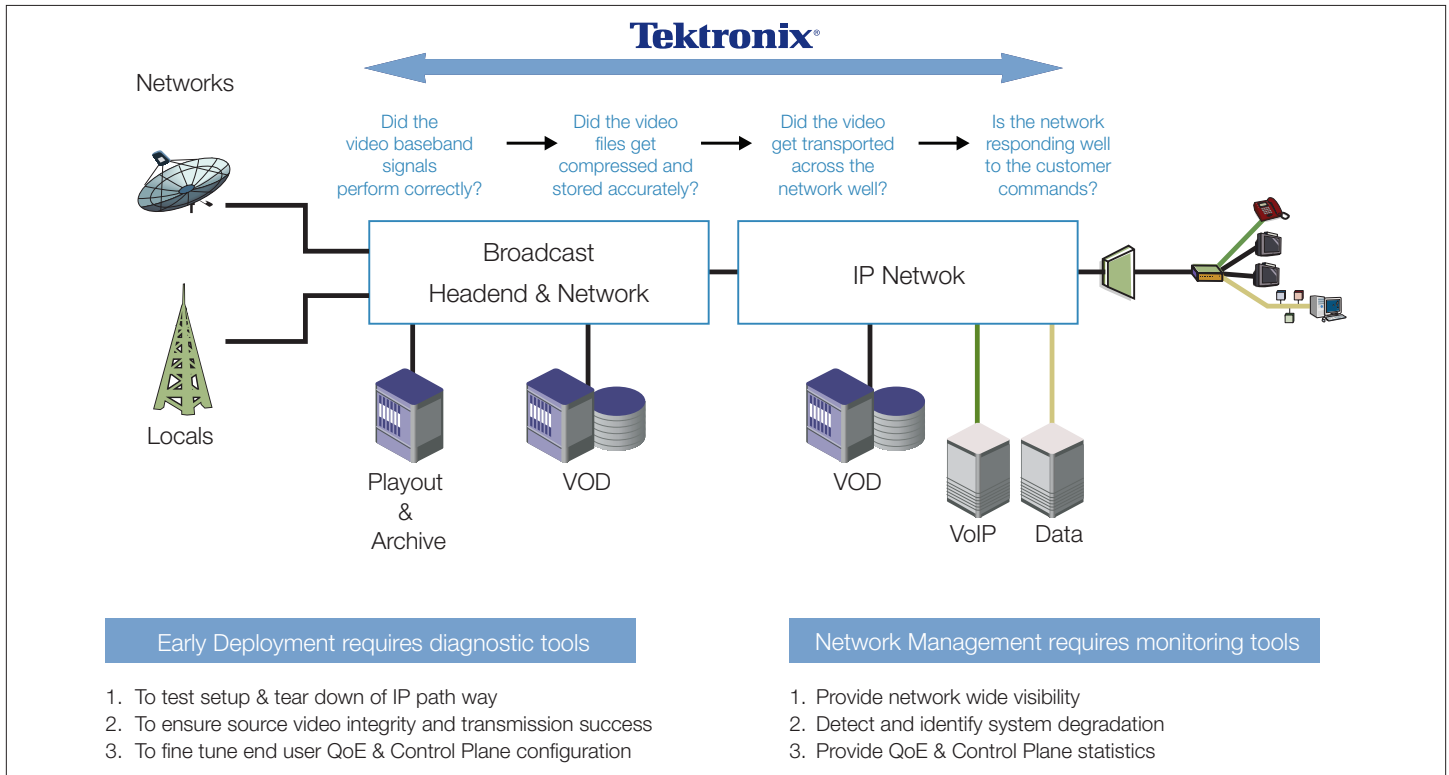 Tektronix®
Networks
Did the
video baseband
signals
perform correctly?
Did the video
files get
compressed and
stored accurately?
Did the video
get transported
across the
network well?
Is the network
responding well
to the customer
commands?
Broadcast
Headend & Network
IP Netwok
Locals
Playout
&
Archive
VOD
VOD
VoIP
Data
Early Deployment requires diagnostic tools
1. To test setup & tear down of IP path way
2. To ensure source video integrity and transmission success
3. To fine tune end user QoE & Control Plane configuration
Network Management requires monitoring tools
1. Provide network wide visibility
2. Detect and identify system degradation
3. Provide QoE & Control Plane statistics